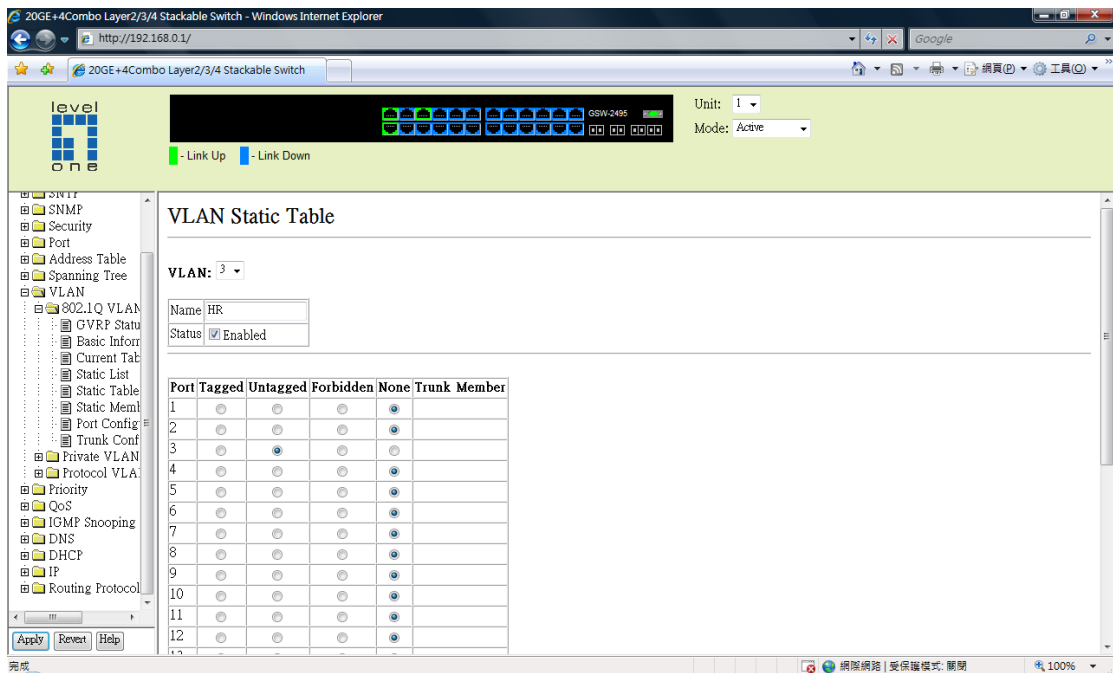 20GE+4Combo Layer2/3/4 Stackable Switch - Windows Internet Explorer
http://192.168.0.1/
Google
20GE+4Combo Layer2/3/4 Stackable Switch
網頁(P)
工具(O)
level
one
GSW-2495
Unit: 1
Mode: Active
- Link Up
- Link Down
SNTP
SNMP
Security
Port
Address Table
Spanning Tree
VLAN
802.1Q VLAN
GVRP Statu
Basic Inforr
Current Tab
Static List
Static Table
Static Meml
Port Config
Trunk Conf
Private VLAN
Protocol VLA
Priority
QoS
IGMP Snooping
DNS
DHCP
IP
Routing Protocol
Apply Revert Help
VLAN Static Table
VLAN: 3
Name HR
Status Enabled
Port Tagged Untagged Forbidden None Trunk Member
1
2
3
4
5
6
7
8
9
10
11
12
完成
網際網路 | 受保護模式: 關閉
100%